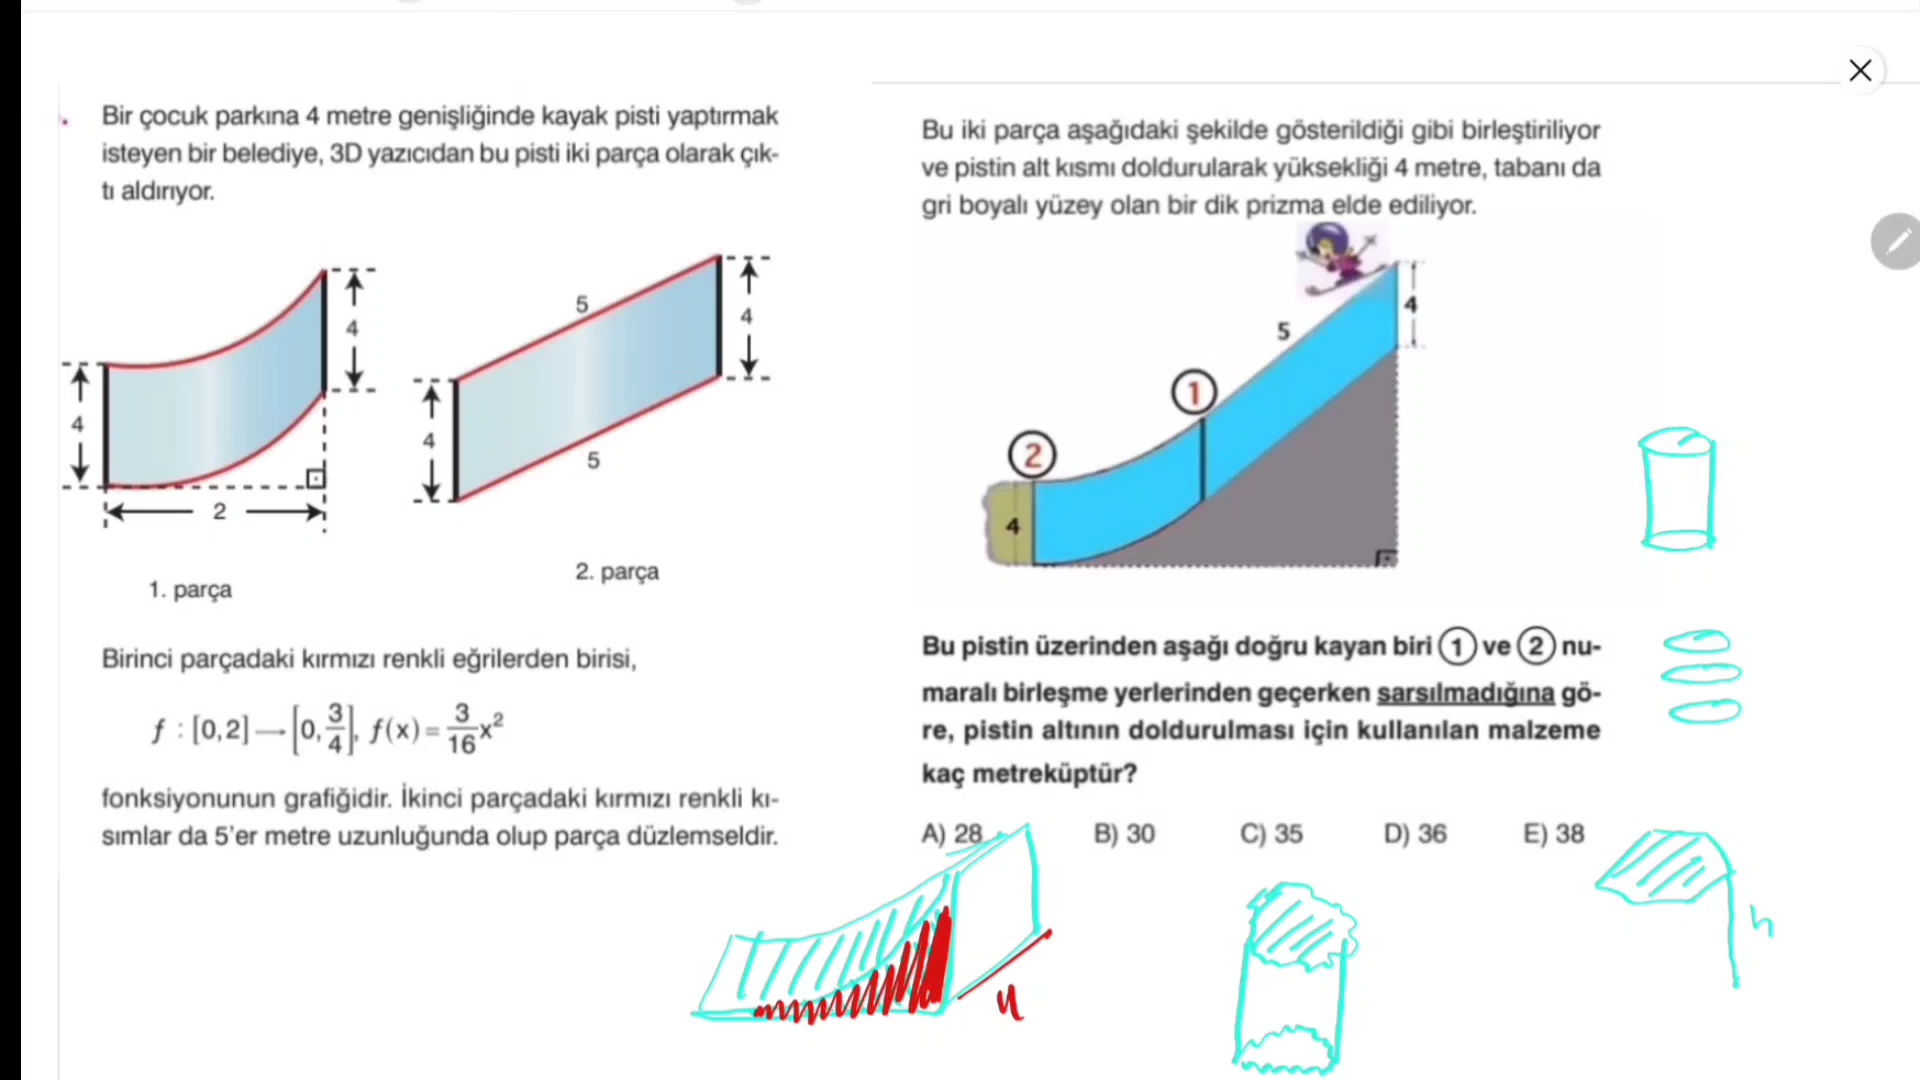 Bir çocuk parkına 4 metre genişliğinde kayak pisti yaptırmak
isteyen bir belediye, 3D yazıcıdan bu pisti iki parça olarak çık-
tı aldırıyor.
4
4
2
1. parça
5
4
4
5
2. parça
Birinci parçadaki kırmızı renkli eğrilerden birisi,
f : [0,2] → [0, 3/4], f(x) = 3/16 x²
fonksiyonunun grafiğidir. İkinci parçadaki kırmızı renkli kı-
sımlar da 5'er metre uzunluğunda olup parça düzlemseldir.
Bu iki parça aşağıdaki şekilde gösterildiği gibi birleştiriliyor
ve pistin alt kısmı doldurularak yüksekliği 4 metre, tabanı da
gri boyalı yüzey olan bir dik prizma elde ediliyor.
4
5
1
2
4
Bu pistin üzerinden aşağı doğru kayan biri 1 ve 2 nu-
maralı birleşme yerlerinden geçerken sarsılmadığına gö-
re, pistin altının doldurulması için kullanılan malzeme
kaç metreküptür?
A) 28 B) 30 C) 35 D) 36 E) 38
h